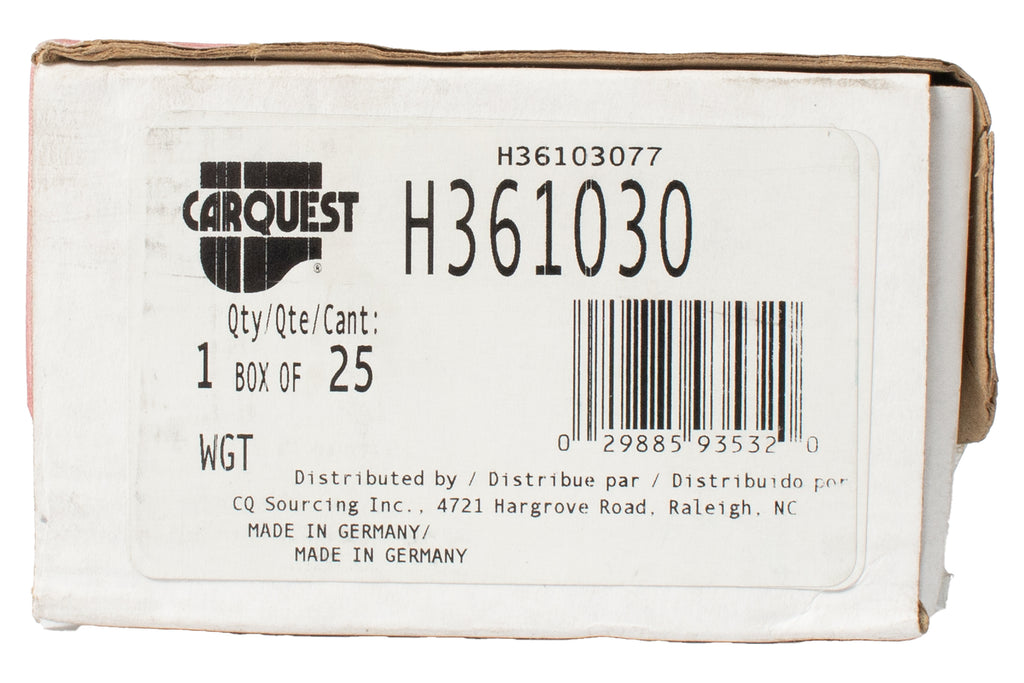 H36103077
CARQUEST
®
H361030
Qty/Qte/Cant:
1 BOX OF 25
0 29885 93532 0
WGT
Distributed by / Distribue par / Distribuido por
CQ Sourcing Inc., 4721 Hargrove Road, Raleigh, NC
MADE IN GERMANY/
MADE IN GERMANY